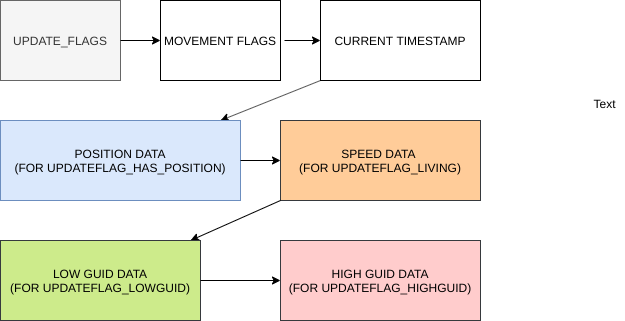 UPDATE_FLAGS
MOVEMENT FLAGS
CURRENT TIMESTAMP
Text
POSITION DATA
(FOR UPDATEFLAG_HAS_POSITION)
SPEED DATA
(FOR UPDATEFLAG_LIVING)
LOW GUID DATA
(FOR UPDATEFLAG_LOWGUID)
HIGH GUID DATA
(FOR UPDATEFLAG_HIGHGUID)